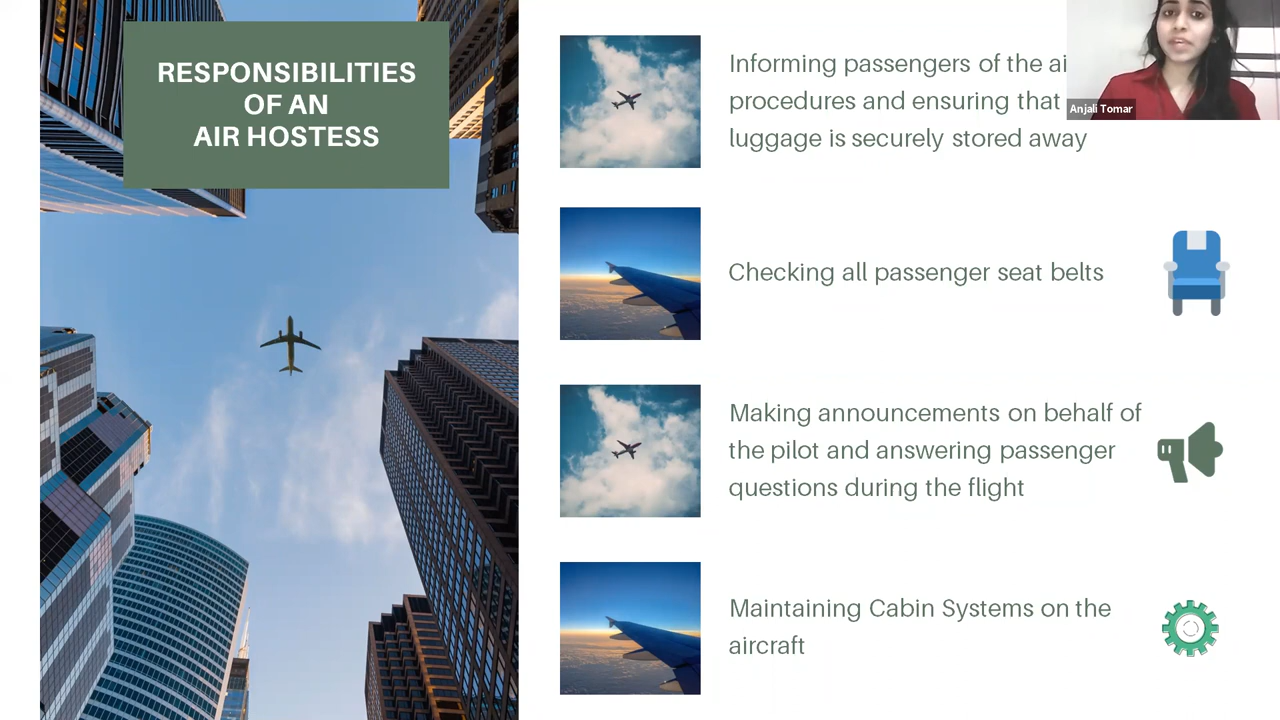 RESPONSIBILITIES
OF AN
AIR HOSTESS
Informing passengers of the
procedures and ensuring that
luggage is securely stored away
Anjali Tomar
Checking all passenger seat belts
Making announcements on behalf of
the pilot and answering passenger
questions during the flight
Maintaining Cabin Systems on the
aircraft